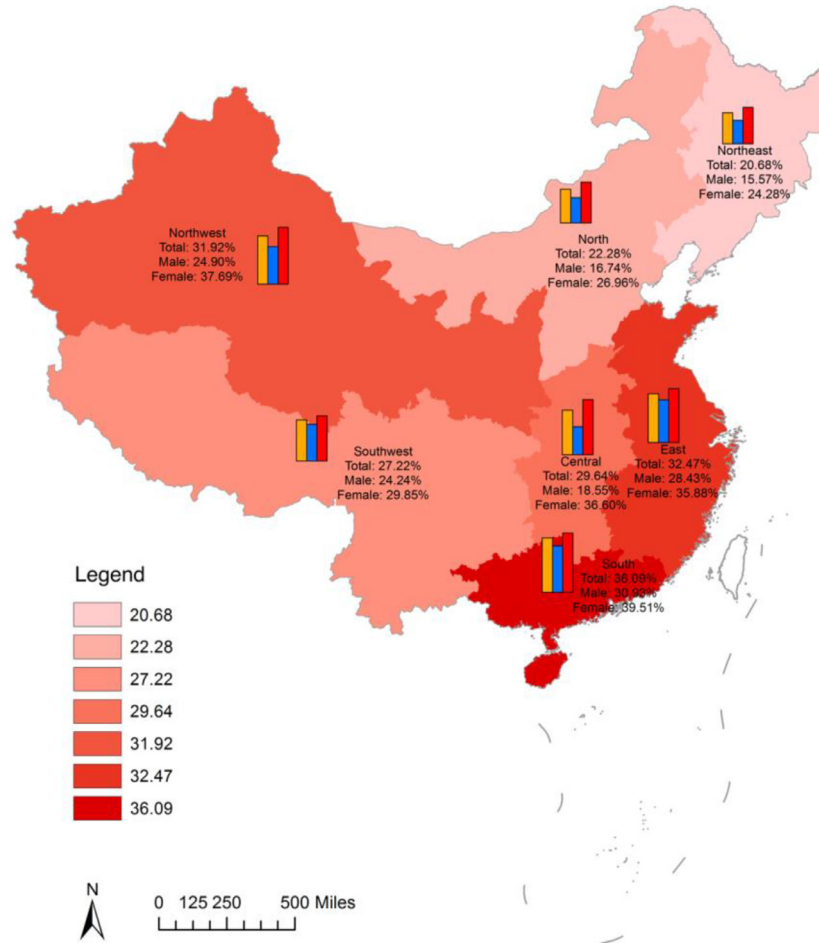 Northeast
Total: 20.68%
Male: 15.57%
Female: 24.28%
North
Total: 22.28%
Male: 16.74%
Female: 26.96%
Northwest
Total: 31.92%
Male: 24.90%
Female: 37.69%
Southwest
Total: 27.22%
Male: 24.24%
Female: 29.85%
Central
Total: 29.64%
Male: 18.55%
Female: 36.60%
East
Total: 32.47%
Male: 28.43%
Female: 35.88%
South
Total: 36.09%
Male: 30.93%
Female: 39.51%
Legend
20.68
22.28
27.22
29.64
31.92
32.47
36.09
N
0 125 250 500 Miles